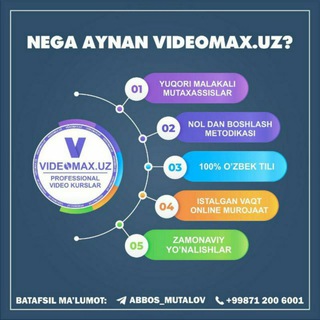 NEGA AYNAN VIDEOMAX.UZ?
01
YUQORI MALAKALI
MUTAXASSISLAR
02
NOL DAN BOSHLASH
METODIKASI
V
VIDEOMAX.UZ
PROFESSIONAL
VIDEO KURSLAR
03
100% O'ZBEK TILI
04
ISTALGAN VAQT
ONLINE MUROJAAT
05
ZAMONAVIY
YO'NALISHLAR
BATAFSIL MA'LUMOT: ABBOS_MUTALOV +99871 200 6001